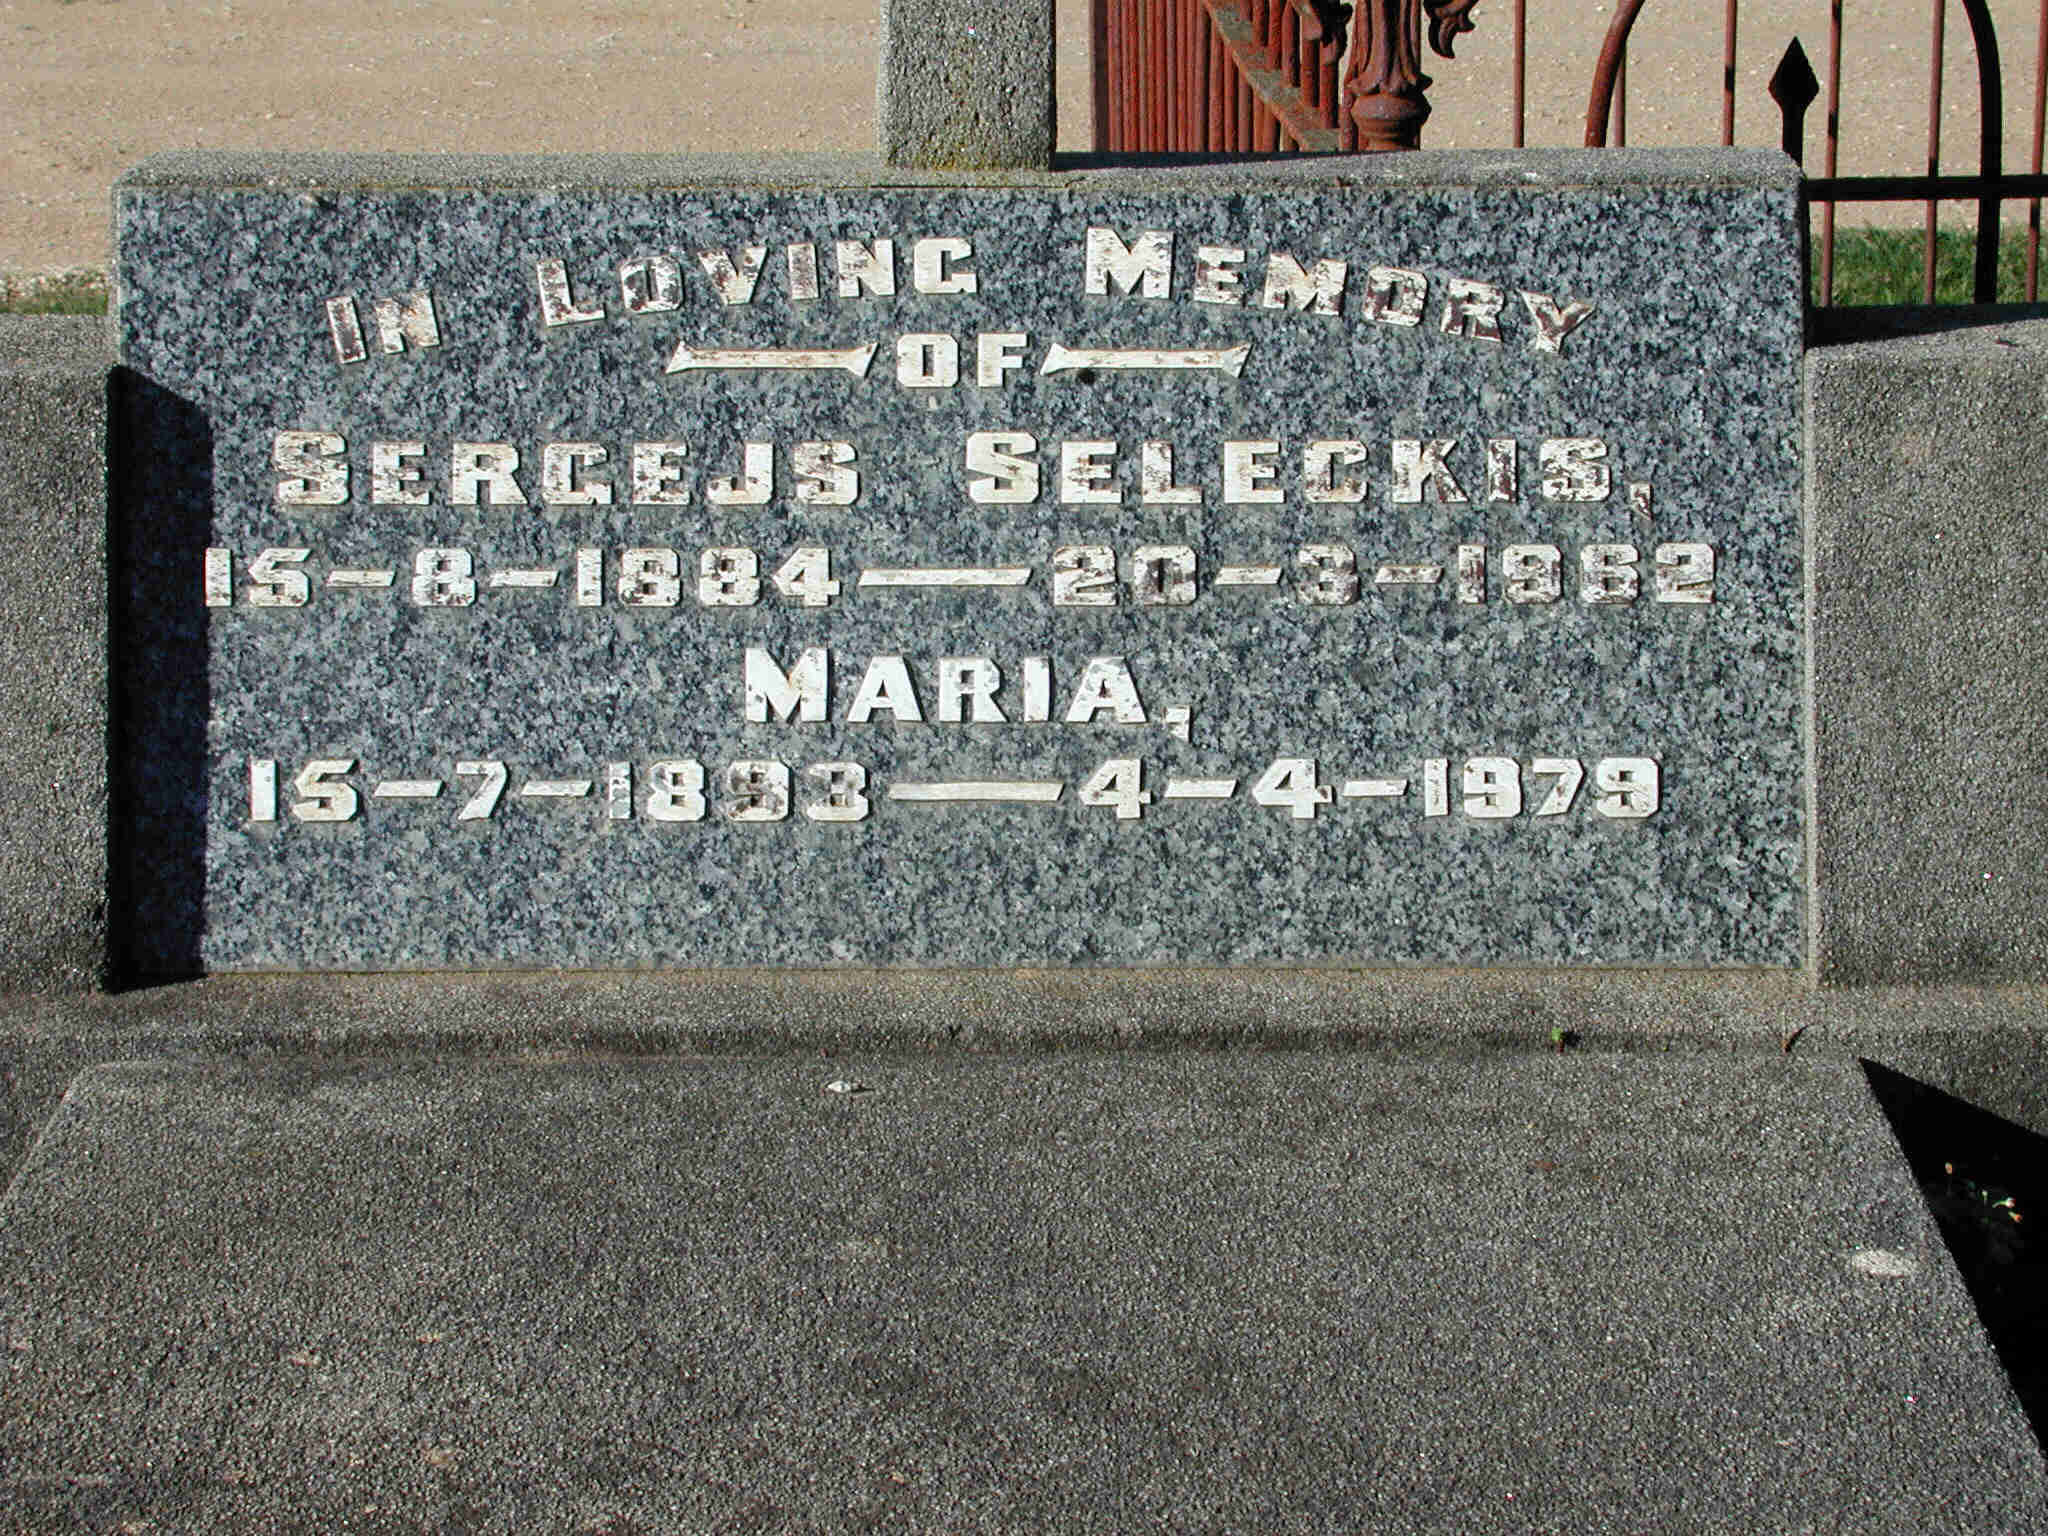 IN LOVING MEMORY
OF
SERGEJS SELECKIS,
15-8-1884 — 20-3-1962
MARIA,
15-7-1893 — 4-4-1979